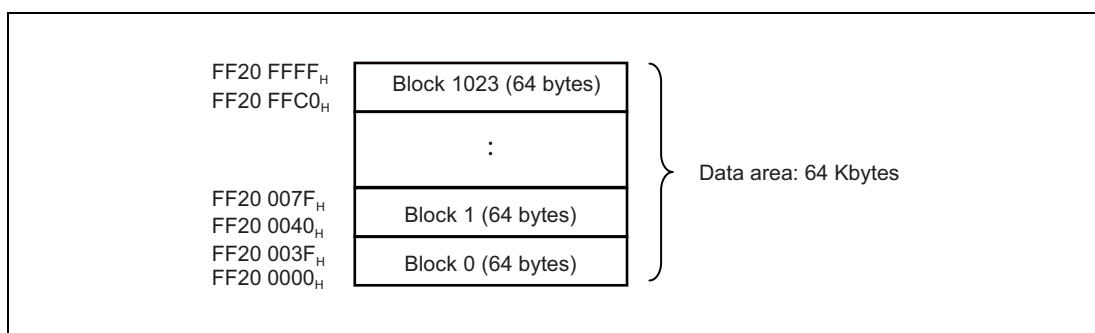 FF20 FFFFH
FF20 FFC0H
Block 1023 (64 bytes)
:
Data area: 64 Kbytes
FF20 007FH
FF20 0040H
Block 1 (64 bytes)
FF20 003FH
FF20 0000H
Block 0 (64 bytes)